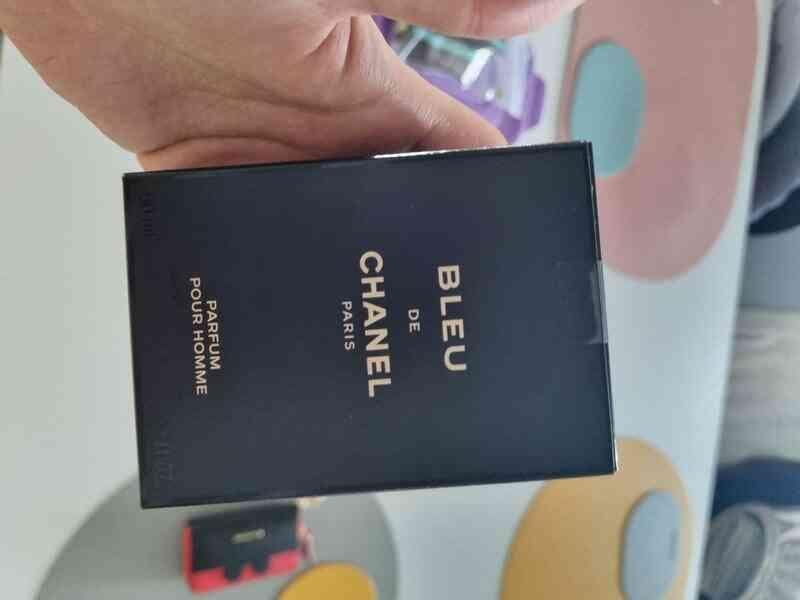 BLEU
DE
CHANEL
PARIS
PARFUM
POUR HOMME